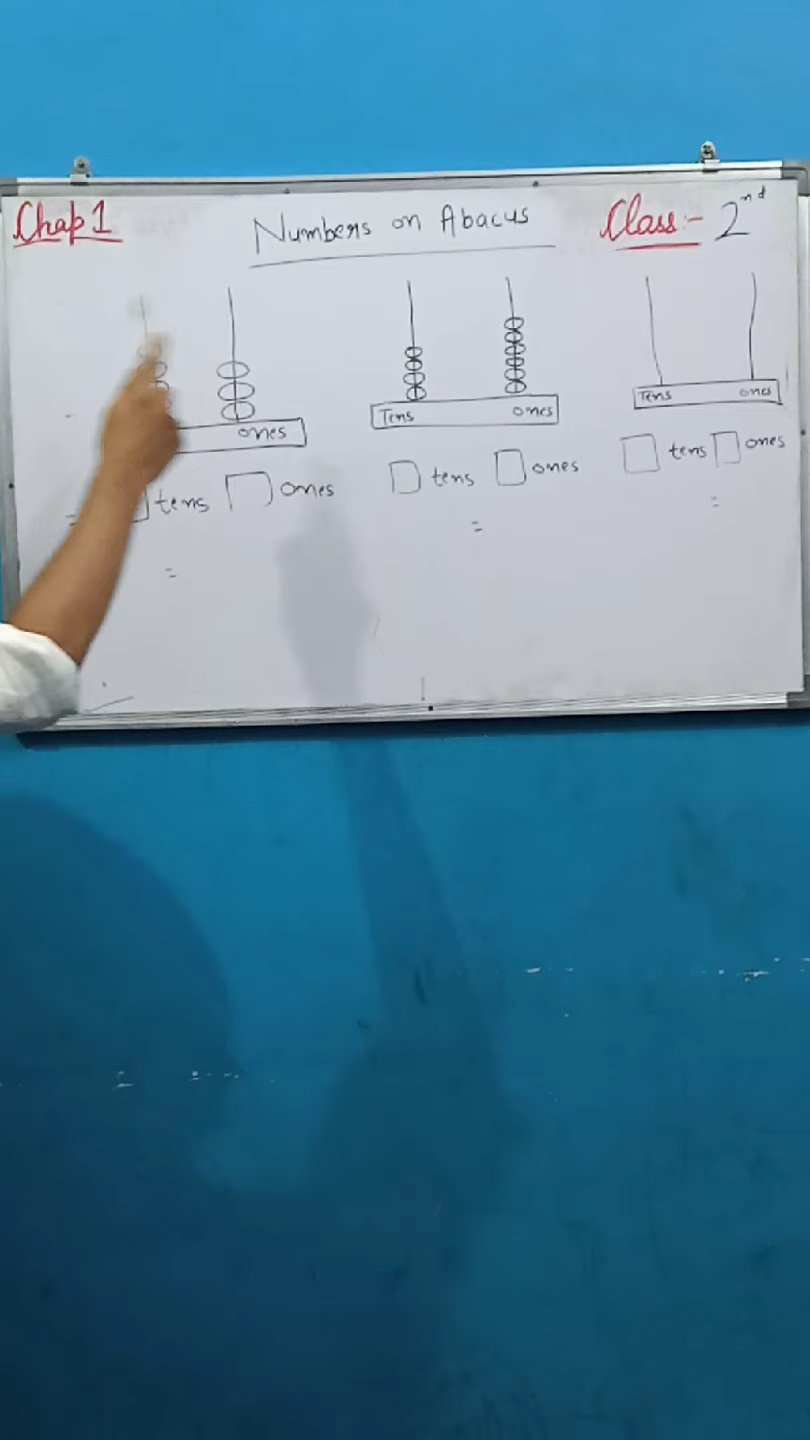 Chap 1 Numbers on Abacus Class:- 2nd
ones Tens ones Tens ones
tens ones tens ones tens ones
= = =
=